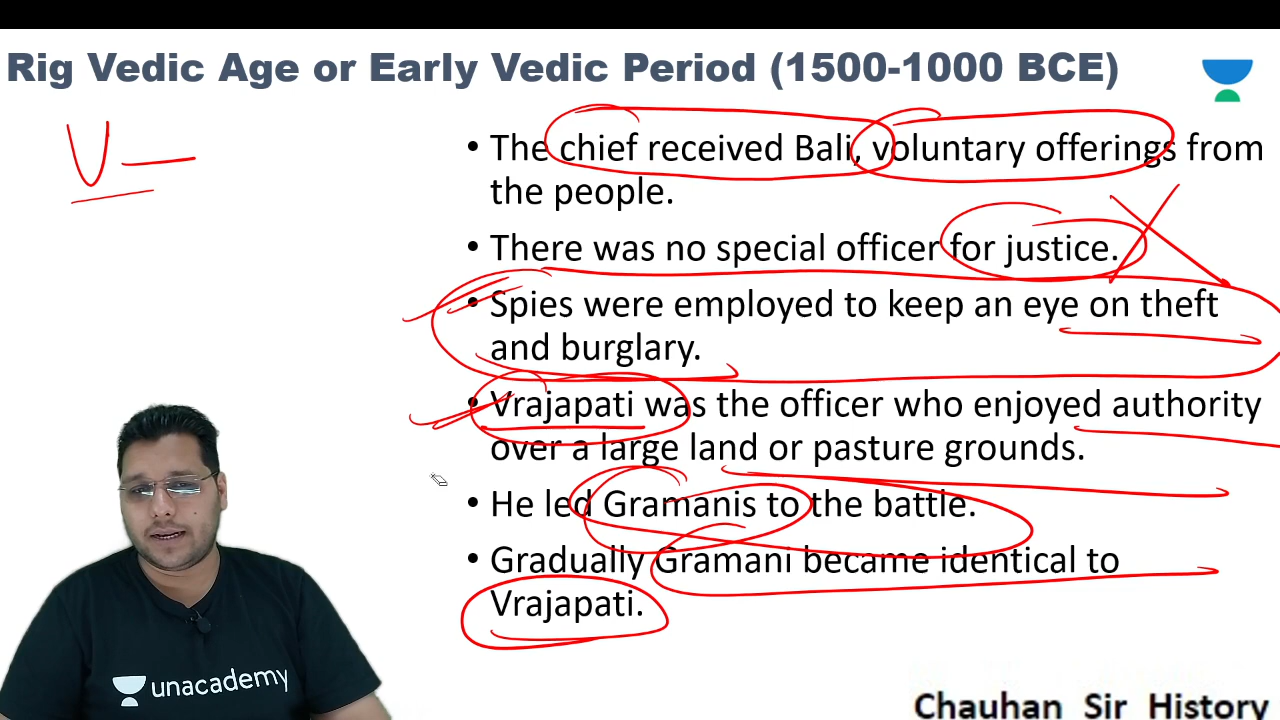 Rig Vedic Age or Early Vedic Period (1500-1000 BCE)
V—
• The chief received Bali, voluntary offerings from
the people.
• There was no special officer for justice.
• Spies were employed to keep an eye on theft
and burglary.
• Vrajapati was the officer who enjoyed authority
over a large land or pasture grounds.
• He led Gramanis to the battle.
• Gradually Gramani became identical to
Vrajapati.
unacademy
Chauhan Sir History